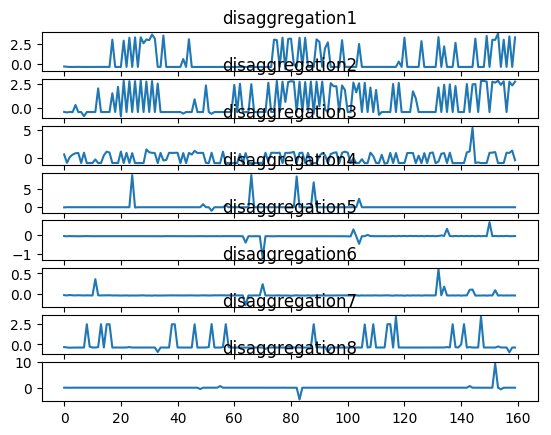 disaggregation1
2.5
0.0
disaggregation2
2.5
0.0
disaggregation3
5
0
disaggregation4
5
0
disaggregation5
0
−1
disaggregation6
0.5
0.0
disaggregation7
2.5
0.0
disaggregation8
10
0
0 20 40 60 80 100 120 140 160